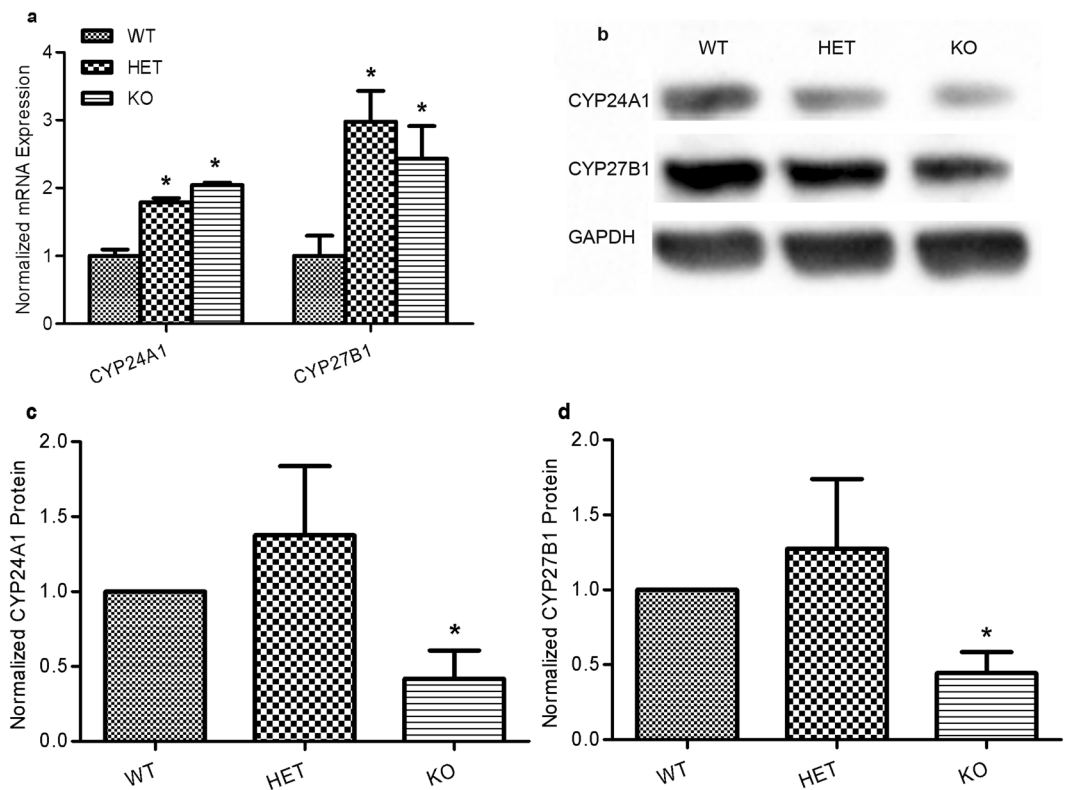 a
WT
HET
KO
Normalized mRNA Expression
4
3
2
1
0
*
*
*
*
CYP24A1
CYP27B1
b
WT HET KO
CYP24A1
CYP27B1
GAPDH
c
Normalized CYP24A1 Protein
2.0
1.5
1.0
0.5
0.0
*
WT HET KO
d
Normalized CYP27B1 Protein
2.0
1.5
1.0
0.5
0.0
*
WT HET KO